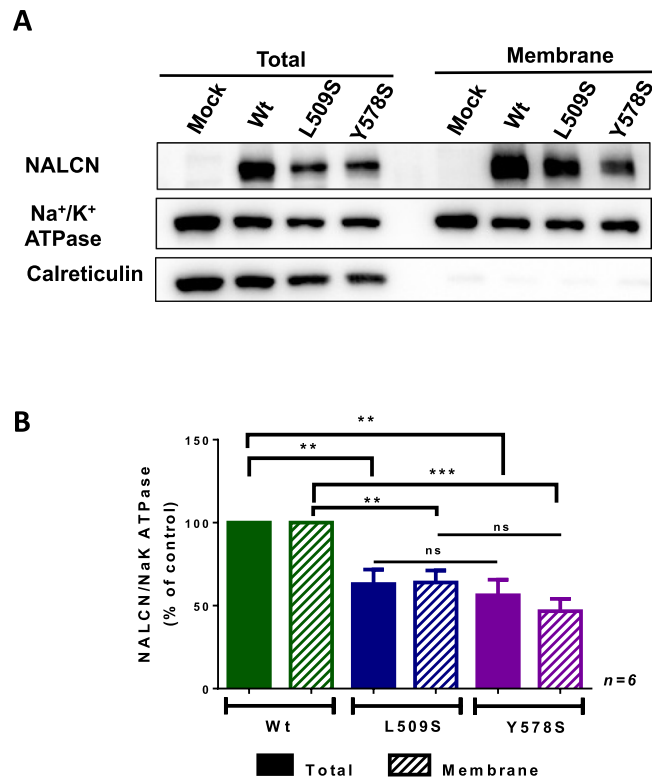 A
Total Membrane
Mock Wt L509S Y578S Mock Wt L509S Y578S
NALCN
Na⁺/K⁺
ATPase
Calreticulin
B
**
**
***
**
ns
ns
NALCN/NaK ATPase
(% of control)
150
100
50
0
n=6
Wt L509S Y578S
Total Membrane